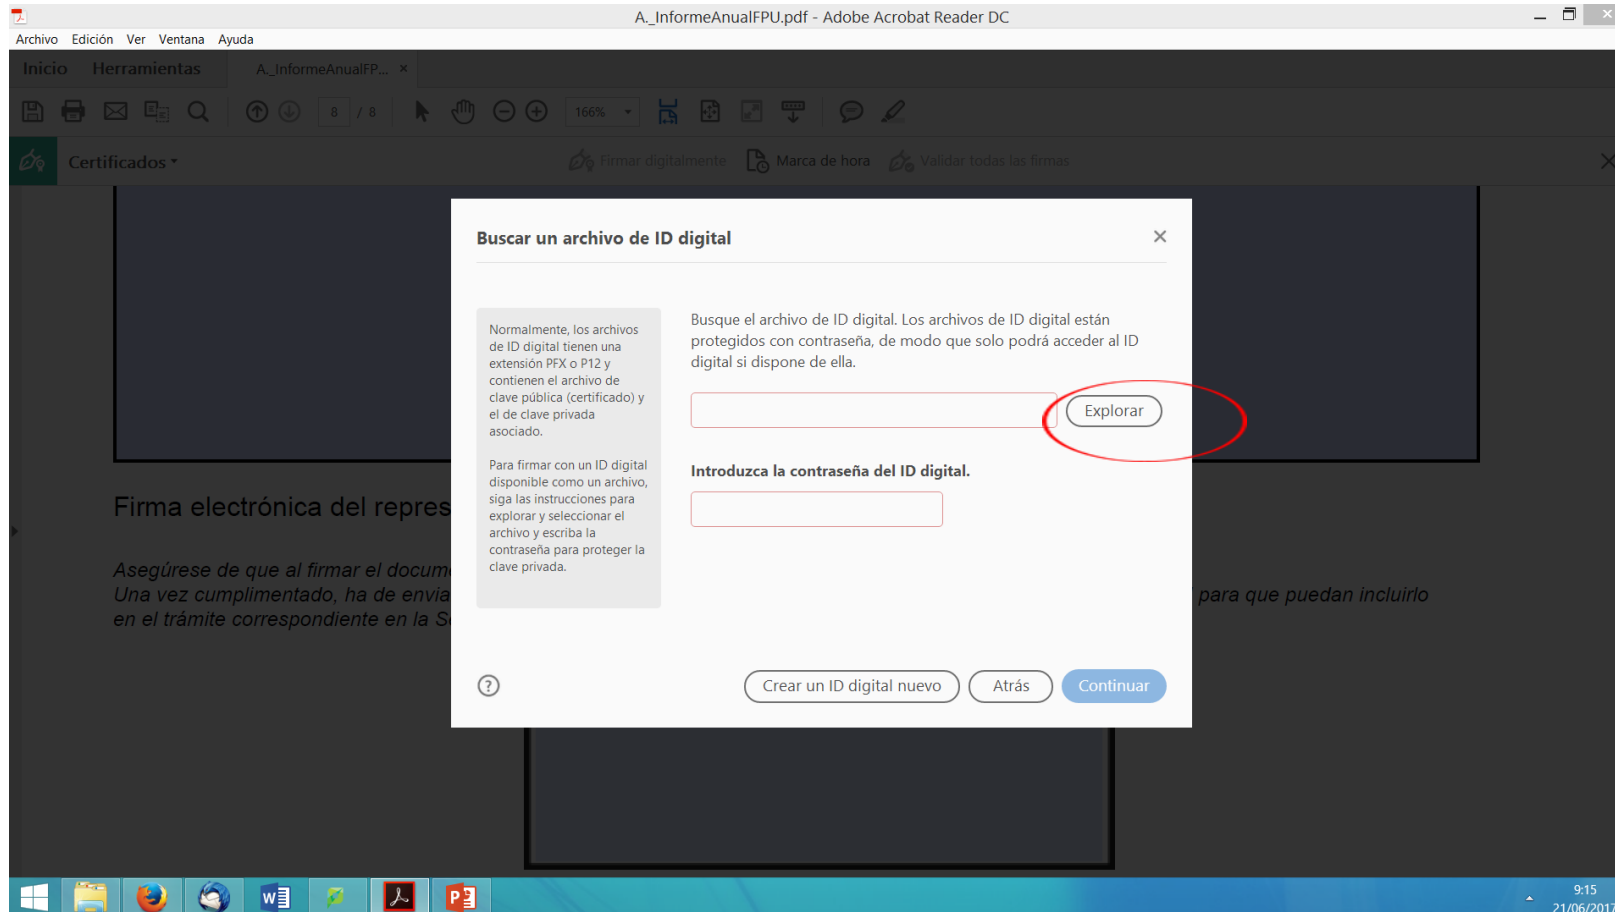 A._InformeAnualFPU.pdf - Adobe Acrobat Reader DC
Archivo Edición Ver Ventana Ayuda
Inicio Herramientas A._InformeAnualFP... ×
8 / 8 166%
Certificados Firmar digitalmente Marca de hora Validar todas las firmas
Buscar un archivo de ID digital
Normalmente, los archivos
de ID digital tienen una
extensión PFX o P12 y
contienen el archivo de
clave pública (certificado) y
el de clave privada
asociado.
Para firmar con un ID digital
disponible como un archivo,
siga las instrucciones para
explorar y seleccionar el
archivo y escriba la
contraseña para proteger la
clave privada.
Busque el archivo de ID digital. Los archivos de ID digital están
protegidos con contraseña, de modo que solo podrá acceder al ID
digital si dispone de ella.
Explorar
Introduzca la contraseña del ID digital.
Crear un ID digital nuevo Atrás Continuar
Firma electrónica del repres
Asegúrese de que al firmar el docum
Una vez cumplimentado, ha de envia para que puedan incluirlo
en el trámite correspondiente en la S
9:15
21/06/2017